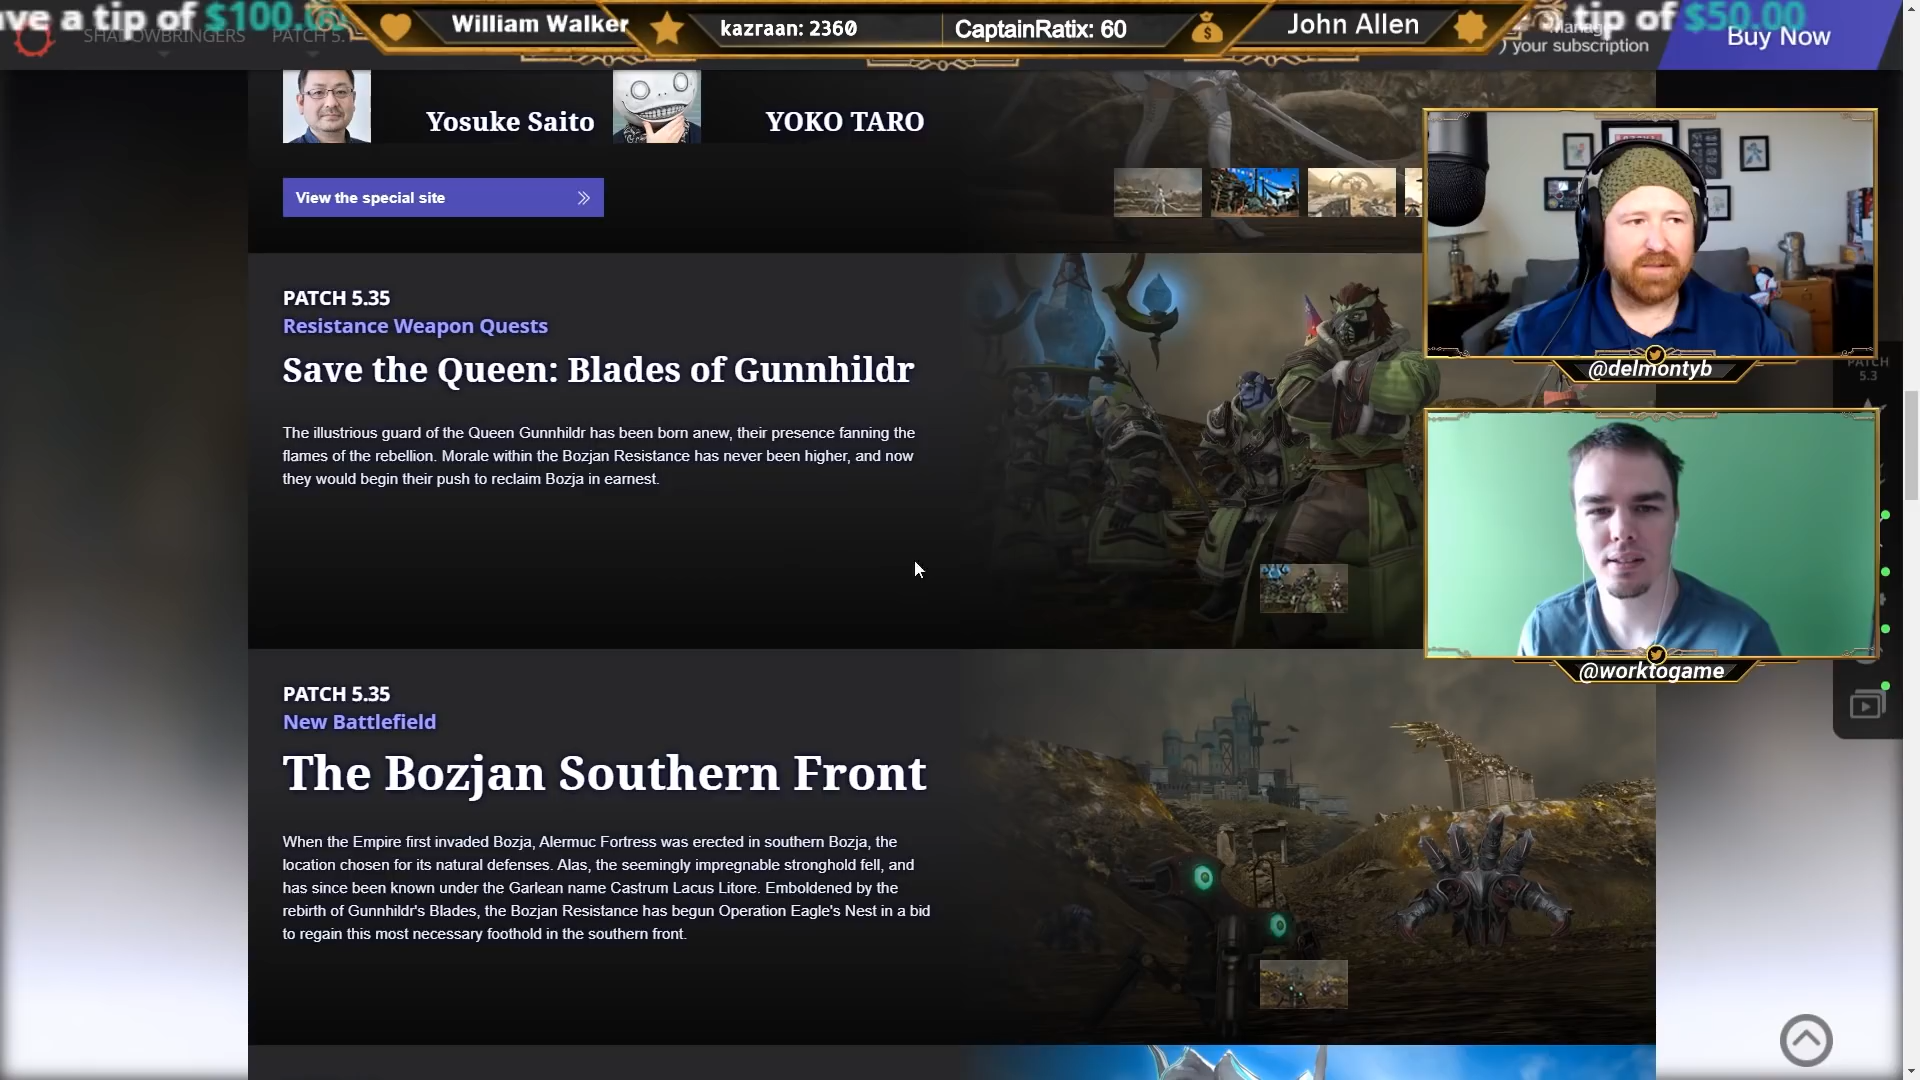 ve a tip of $100.
William Walker
kazraan: 2360
CaptainRatix: 60
John Allen
tip of $50.00
SHADOWBRINGERS
PATCH 5.
your subscription
Buy Now
Yosuke Saito
YOKO TARO
View the special site
PATCH 5.35
Resistance Weapon Quests
Save the Queen: Blades of Gunnhildr
The illustrious guard of the Queen Gunnhildr has been born anew, their presence fanning the
flames of the rebellion. Morale within the Bozjan Resistance has never been higher, and now
they would begin their push to reclaim Bozja in earnest.
@delmontyb
PATCH
5.3
@worktogame
PATCH 5.35
New Battlefield
The Bozjan Southern Front
When the Empire first invaded Bozja, Alermuc Fortress was erected in southern Bozja, the
location chosen for its natural defenses. Alas, the seemingly impregnable stronghold fell, and
has since been known under the Garlean name Castrum Lacus Litore. Emboldened by the
rebirth of Gunnhildr's Blades, the Bozjan Resistance has begun Operation Eagle's Nest in a bid
to regain this most necessary foothold in the southern front.